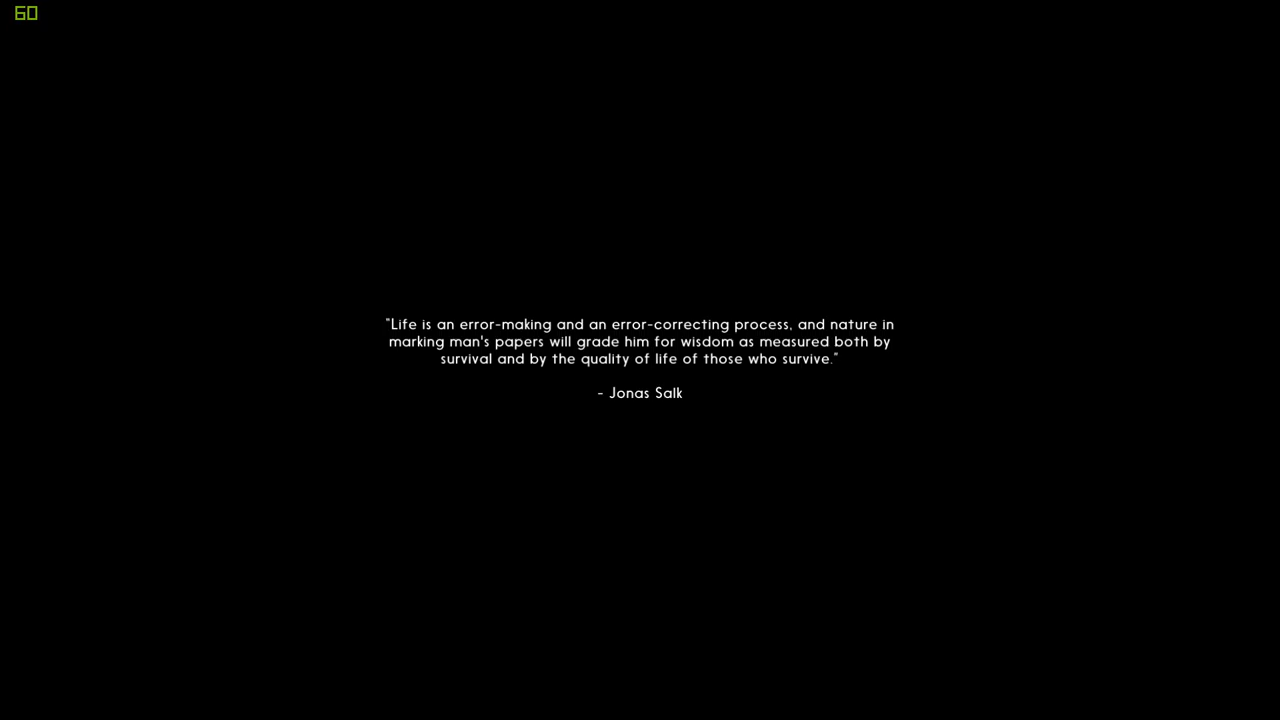 60
"Life is an error-making and an error-correcting process, and nature in
marking man's papers will grade him for wisdom as measured both by
survival and by the quality of life of those who survive."
- Jonas Salk